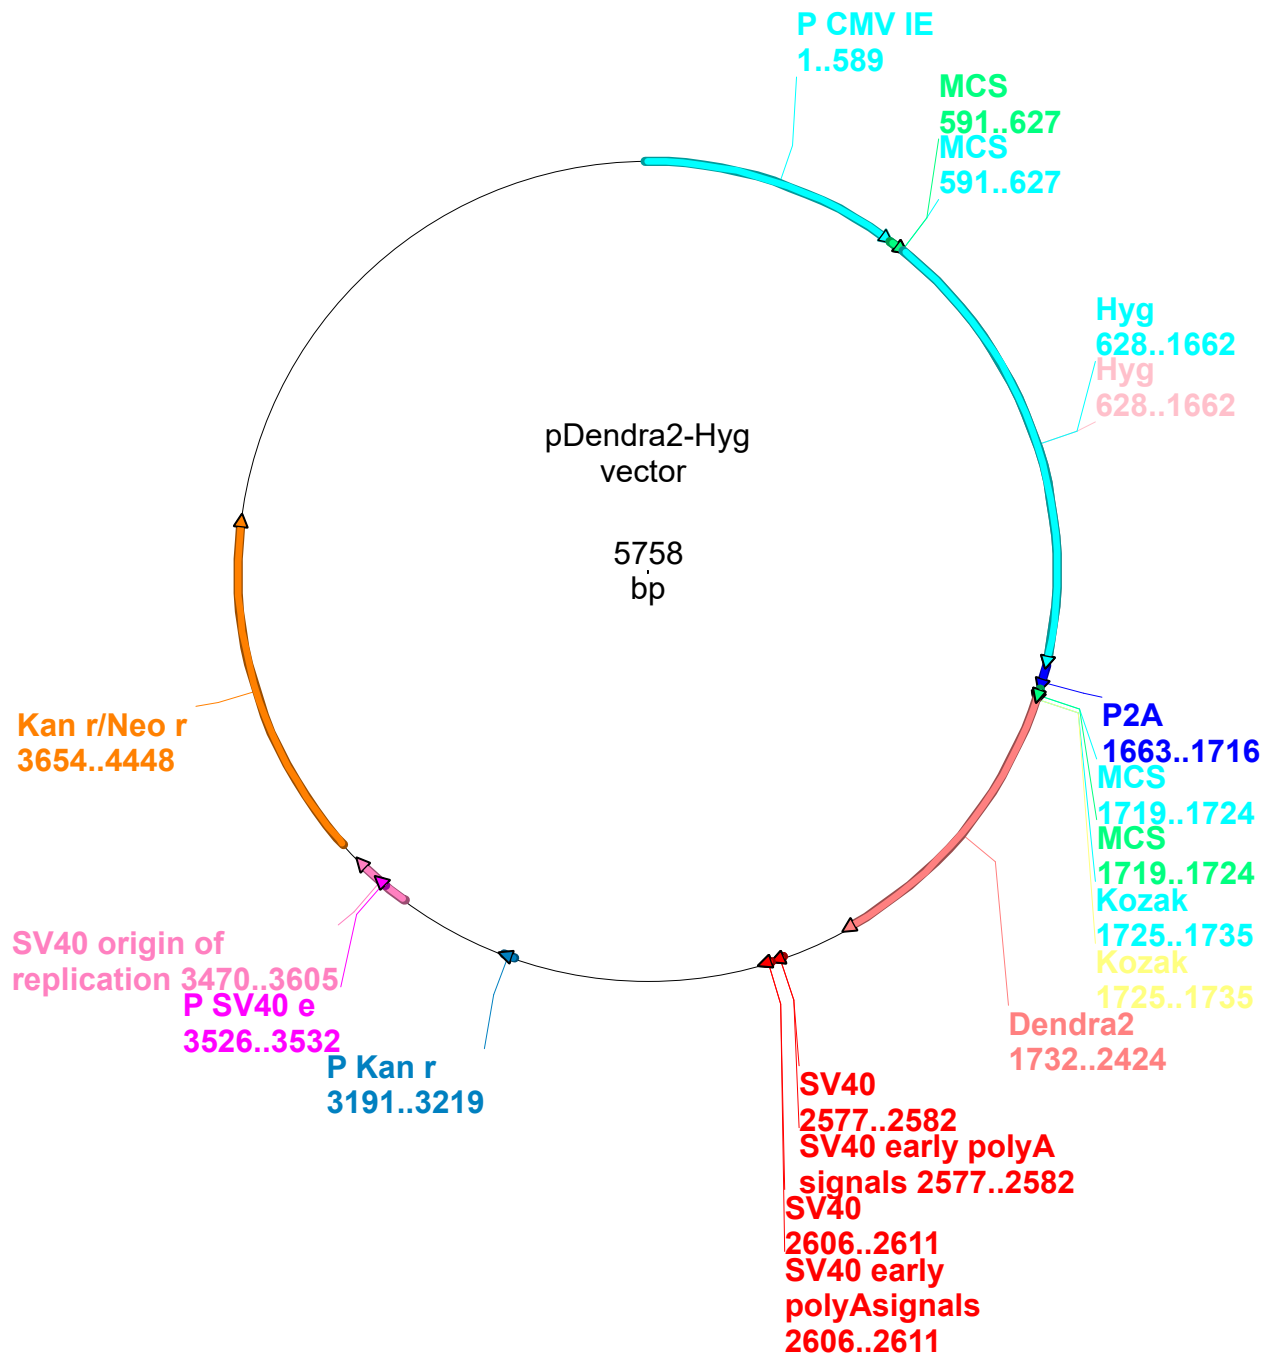 P CMV IE
1..589
MCS
591..627
MCS
591..627
Hyg
628..1662
Hyg
628..1662
pDendra2-Hyg
vector
5758
bp
P2A
1663..1716
MCS
1719..1724
MCS
1719..1724
Kozak
1725..1735
Kozak
1725..1735
Dendra2
1732..2424
SV40
2577..2582
SV40 early polyA
signals 2577..2582
SV40
2606..2611
SV40 early
polyAsignals
2606..2611
P Kan r
3191..3219
P SV40 e
3526..3532
SV40 origin of
replication 3470..3605
Kan r/Neo r
3654..4448